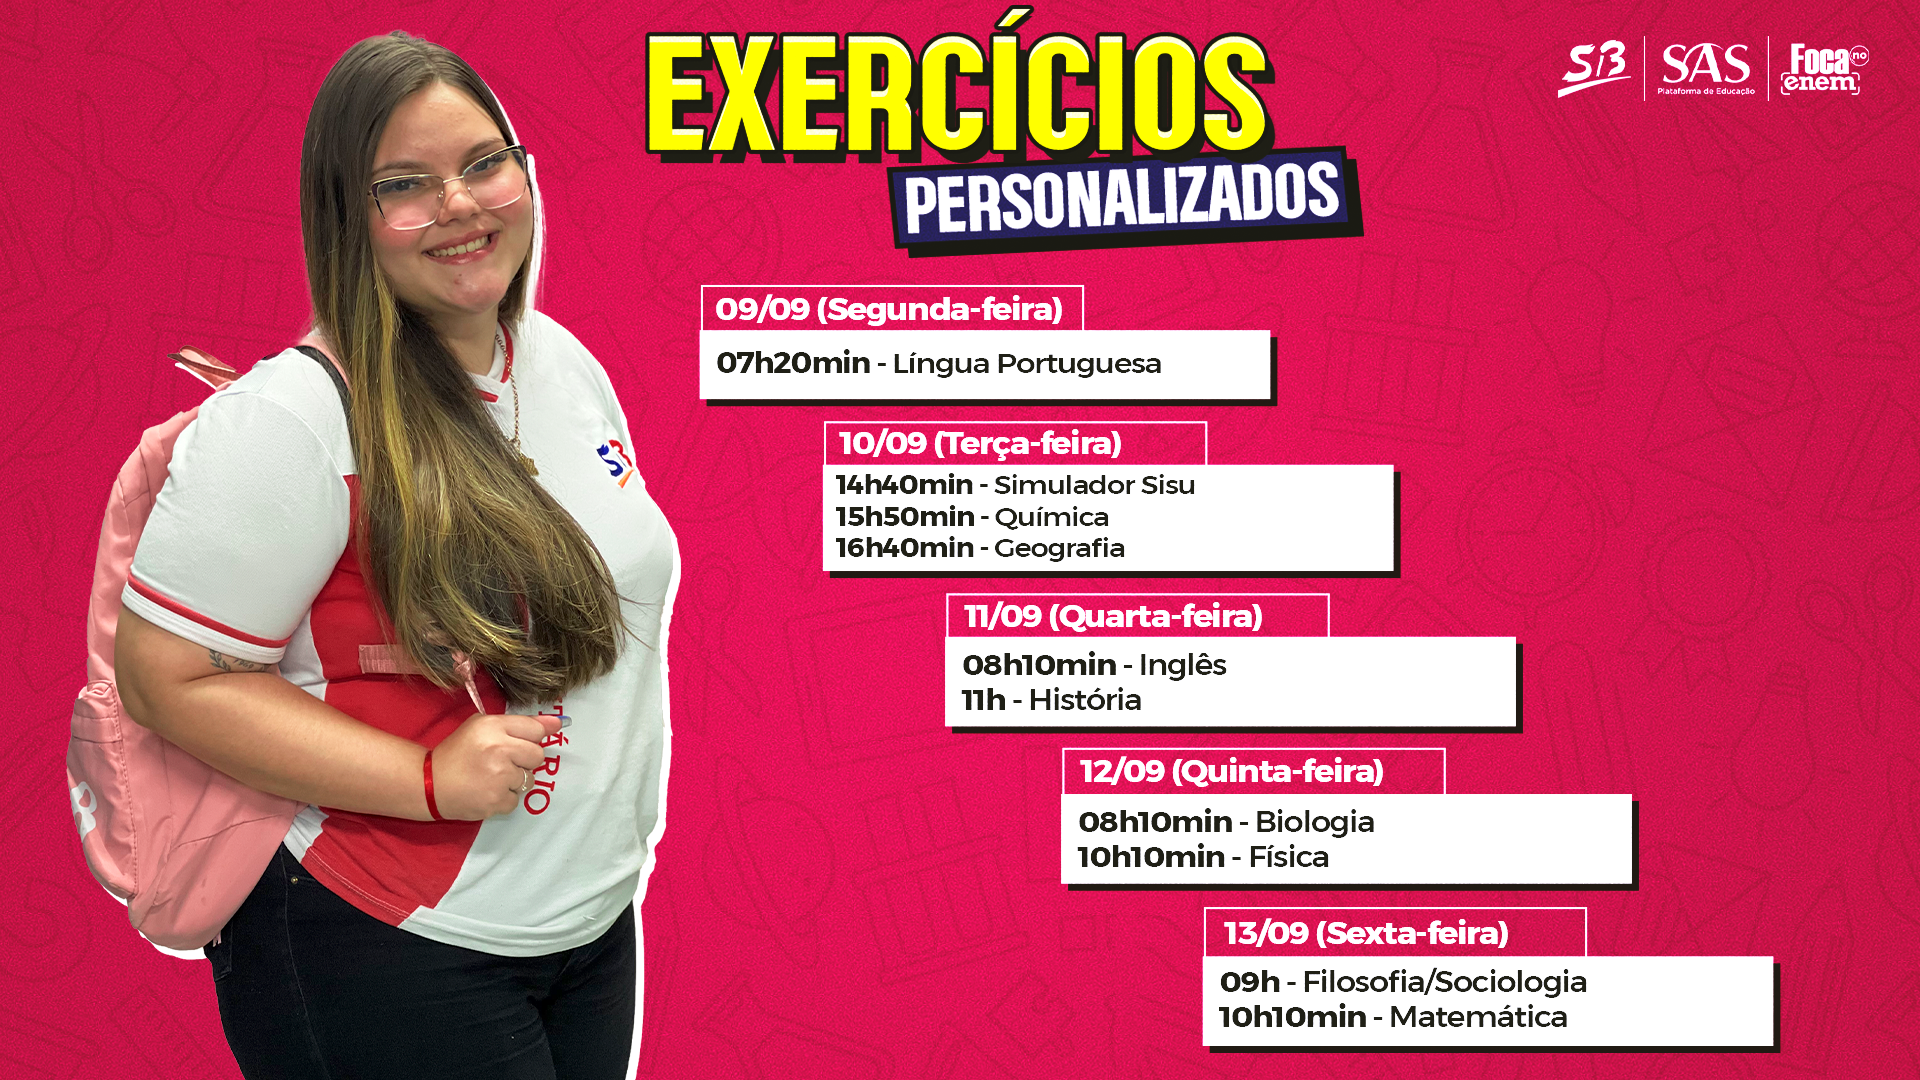 EXERCÍCIOS
PERSONALIZADOS
SB
SAS
Plataforma de Educação
Foca no
enem
09/09 (Segunda-feira)
07h20min - Língua Portuguesa
10/09 (Terça-feira)
14h40min - Simulador Sisu
15h50min - Química
16h40min - Geografia
11/09 (Quarta-feira)
08h10min - Inglês
11h - História
12/09 (Quinta-feira)
08h10min - Biologia
10h10min - Física
13/09 (Sexta-feira)
09h - Filosofia/Sociologia
10h10min - Matemática
SB
TÁRIO